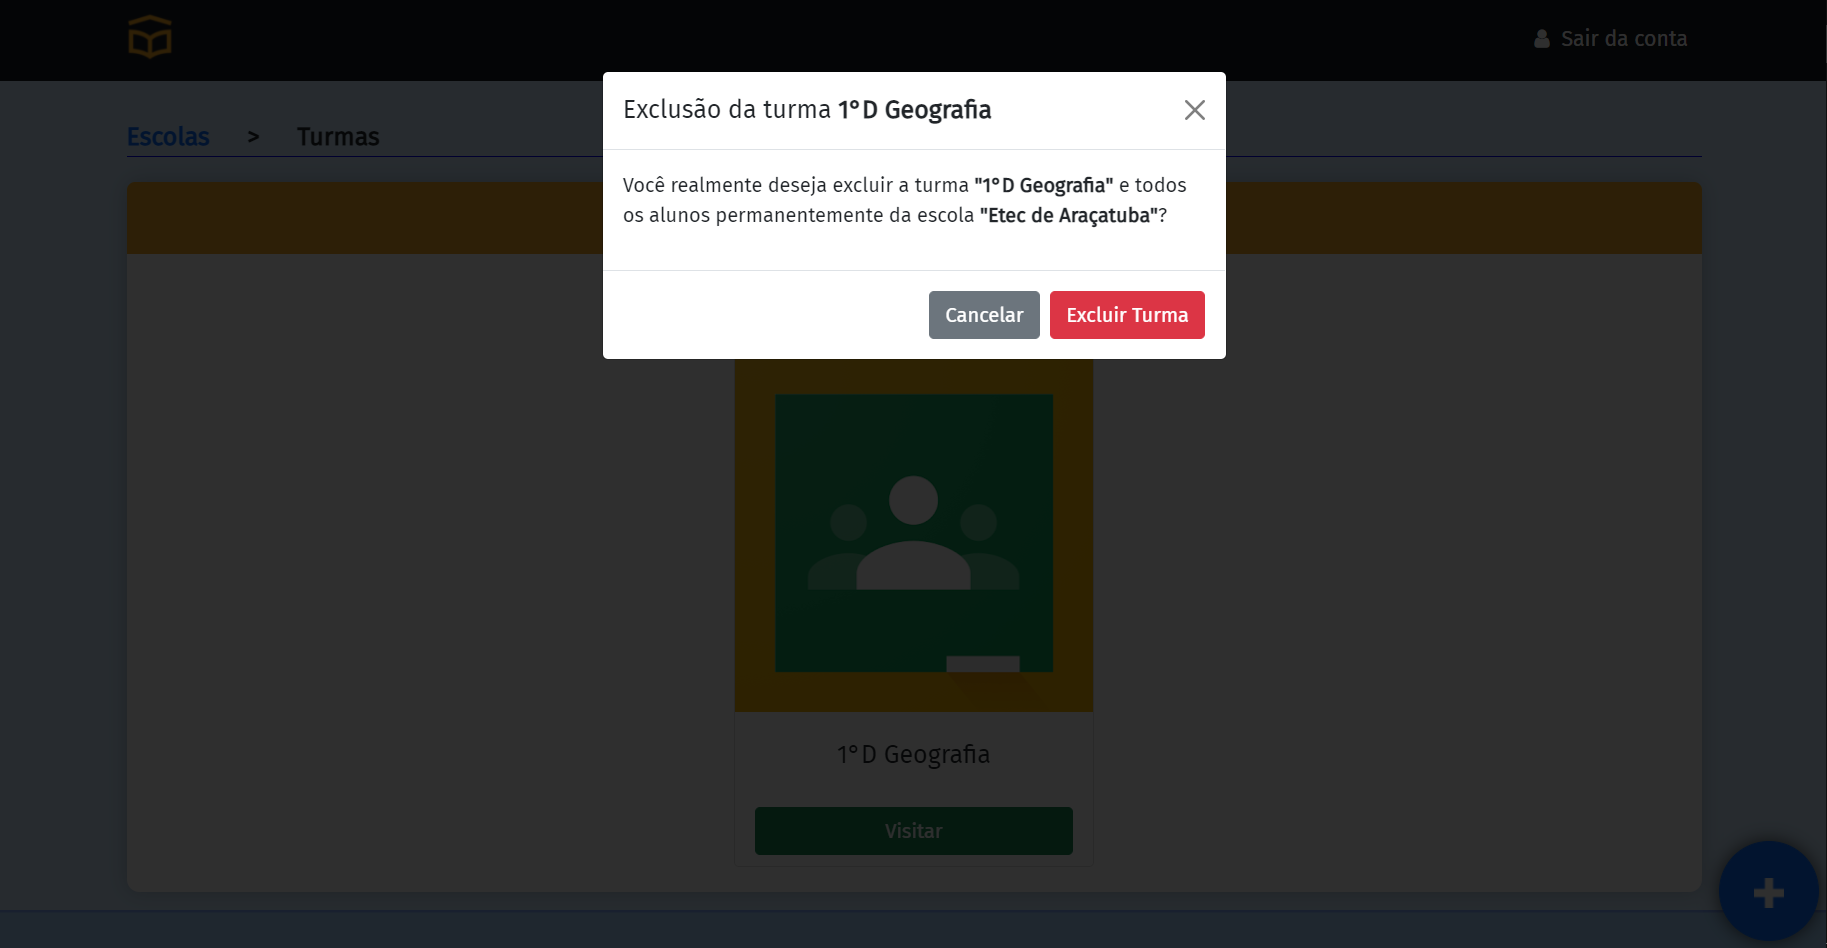 Sair da conta
Exclusão da turma 1°D Geografia
Escolas > Turmas
Você realmente deseja excluir a turma "1°D Geografia" e todos
os alunos permanentemente da escola "Etec de Araçatuba"?
Cancelar Excluir Turma
1°D Geografia
Visitar